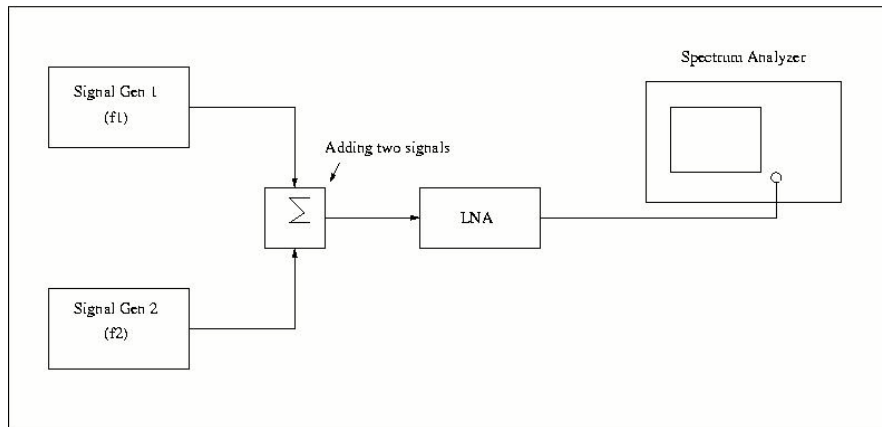 Spectrum Analyzer
Signal Gen 1
(f1)
Adding two signals
Σ
LNA
Signal Gen 2
(f2)